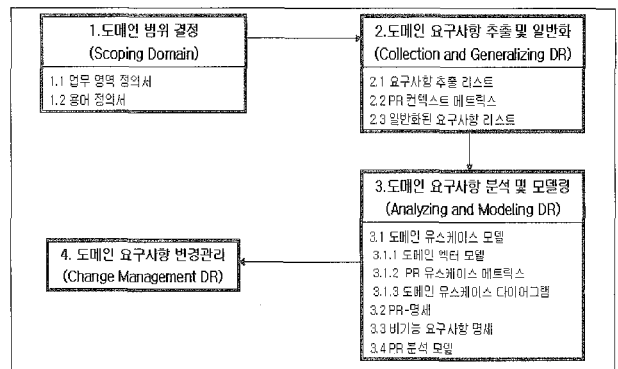 1.도메인 범위 결정
(Scoping Domain)
1.1 업무 영역 정의서
1.2 용어 정의서
2.도메인 요구사항 추출 및 일반화
(Collection and Generalizing DR)
2.1 요구사항 추출 리스트
2.2 PR 컨텍스트 메트릭스
2.3 일반화된 요구사항 리스트
3.도메인 요구사항 분석 및 모델링
(Analyzing and Modeling DR)
3.1 도메인 유스케이스 모델
3.1.1 도메인 액터 모델
3.1.2 PR 유스케이스 메트릭스
3.1.3 도메인 유스케이스 다이어그램
3.2 PR-명세
3.3 비기능 요구사항 명세
3.4 PR 분석 모델
4. 도메인 요구사항 변경관리
(Change Management DR)